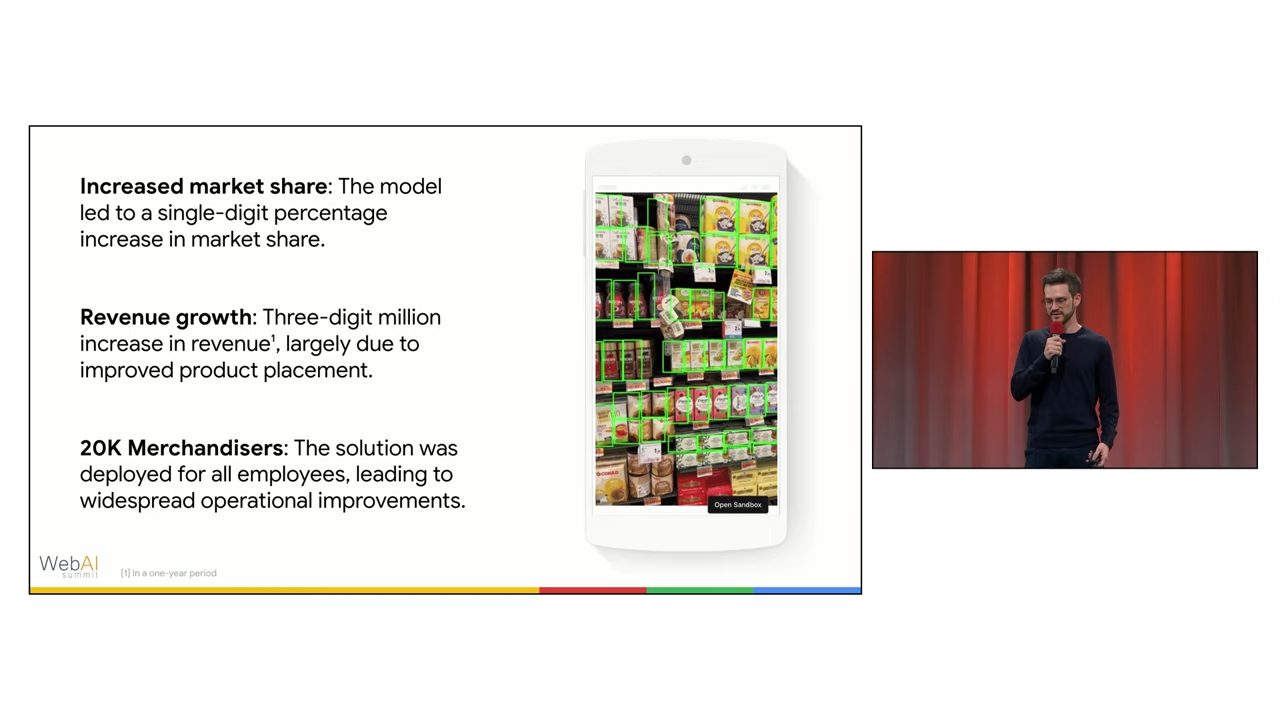 Increased market share: The model
led to a single-digit percentage
increase in market share.
Revenue growth: Three-digit million
increase in revenue¹, largely due to
improved product placement.
20K Merchandisers: The solution was
deployed for all employees, leading to
widespread operational improvements.
Open Sandbox
WebAI
summit
[1] In a one-year period